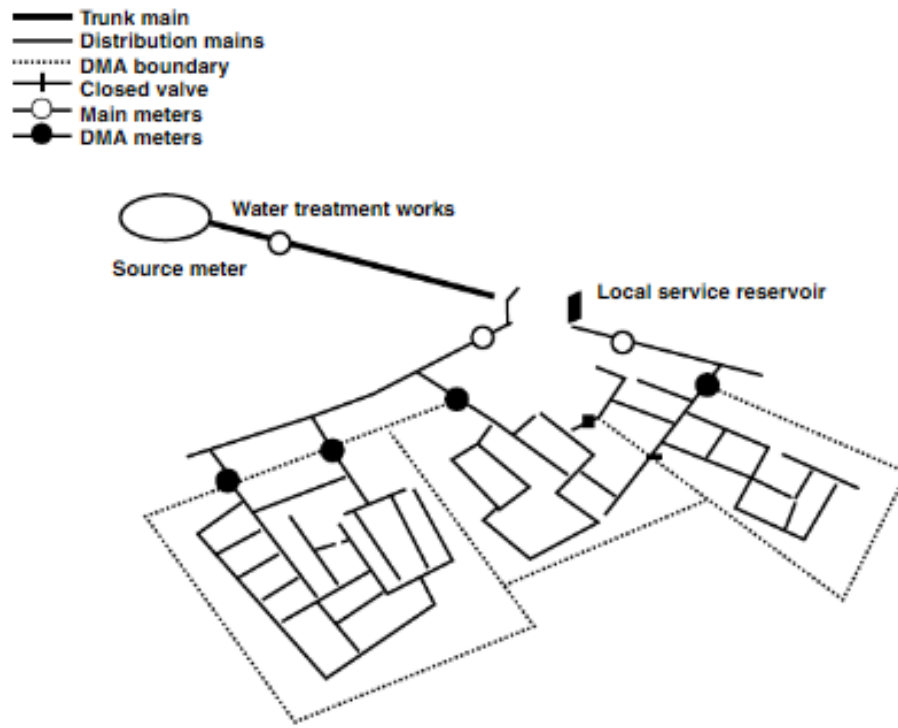 Trunk main
Distribution mains
DMA boundary
Closed valve
Main meters
DMA meters
Water treatment works
Source meter
Local service reservoir